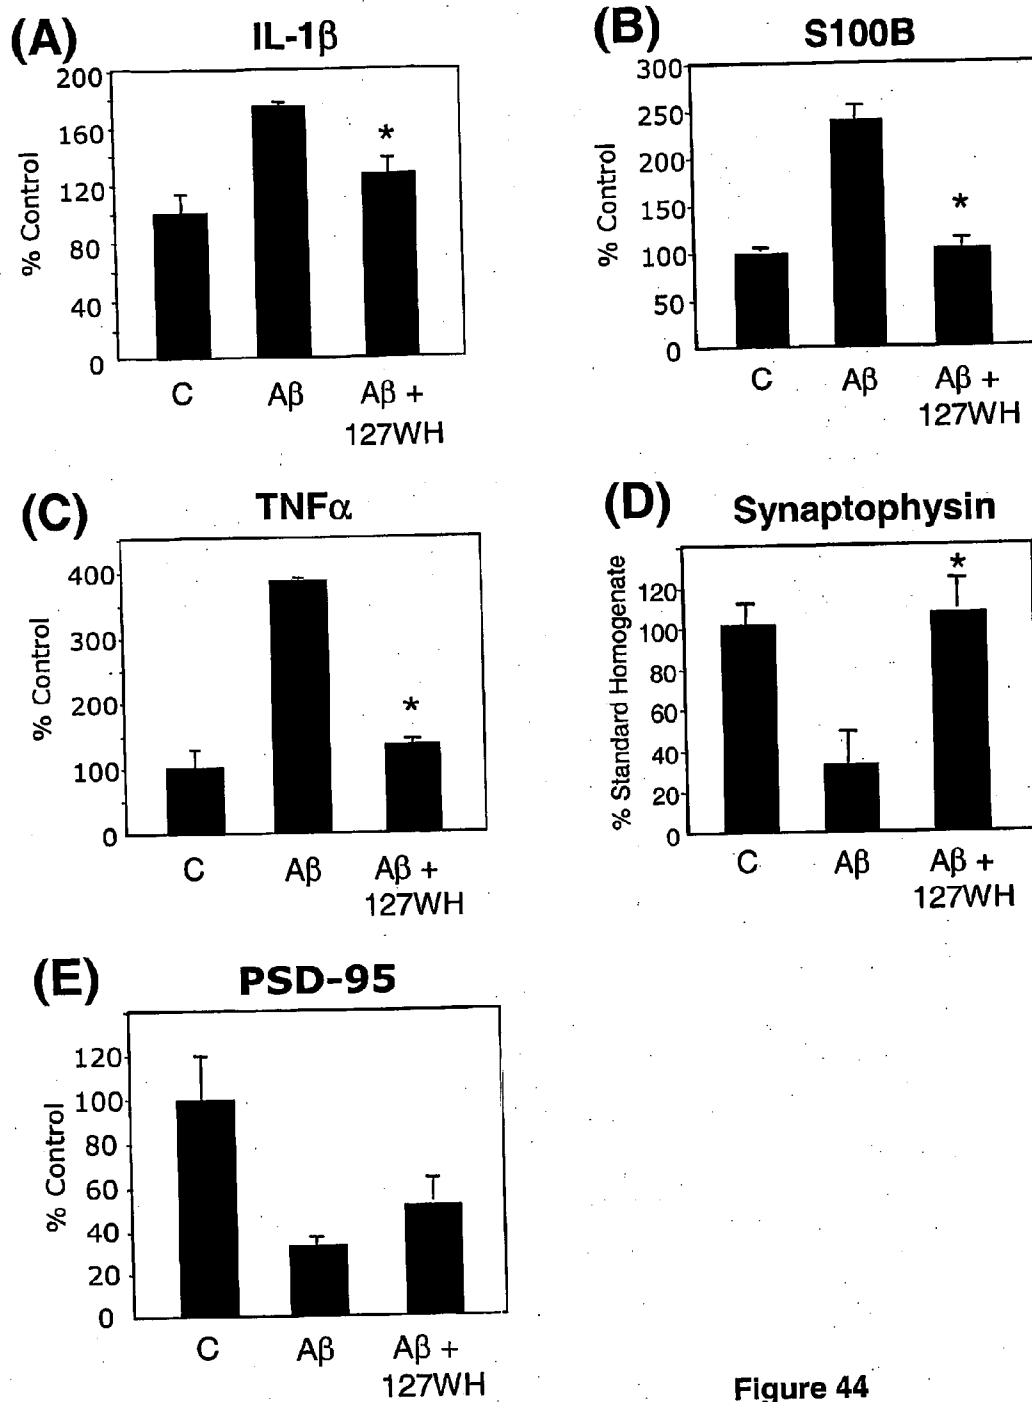 (A) IL-1β
% Control
200
160
120
80
40
0
C Aβ Aβ +
127WH
*
(B) S100B
% Control
300
250
200
150
100
50
0
C Aβ Aβ +
127WH
*
(C) TNFα
% Control
400
300
200
100
0
C Aβ Aβ +
127WH
*
(D) Synaptophysin
% Standard Homogenate
120
100
80
60
40
20
0
C Aβ Aβ +
127WH
*
(E) PSD-95
% Control
120
100
80
60
40
20
0
C Aβ Aβ +
127WH
Figure 44